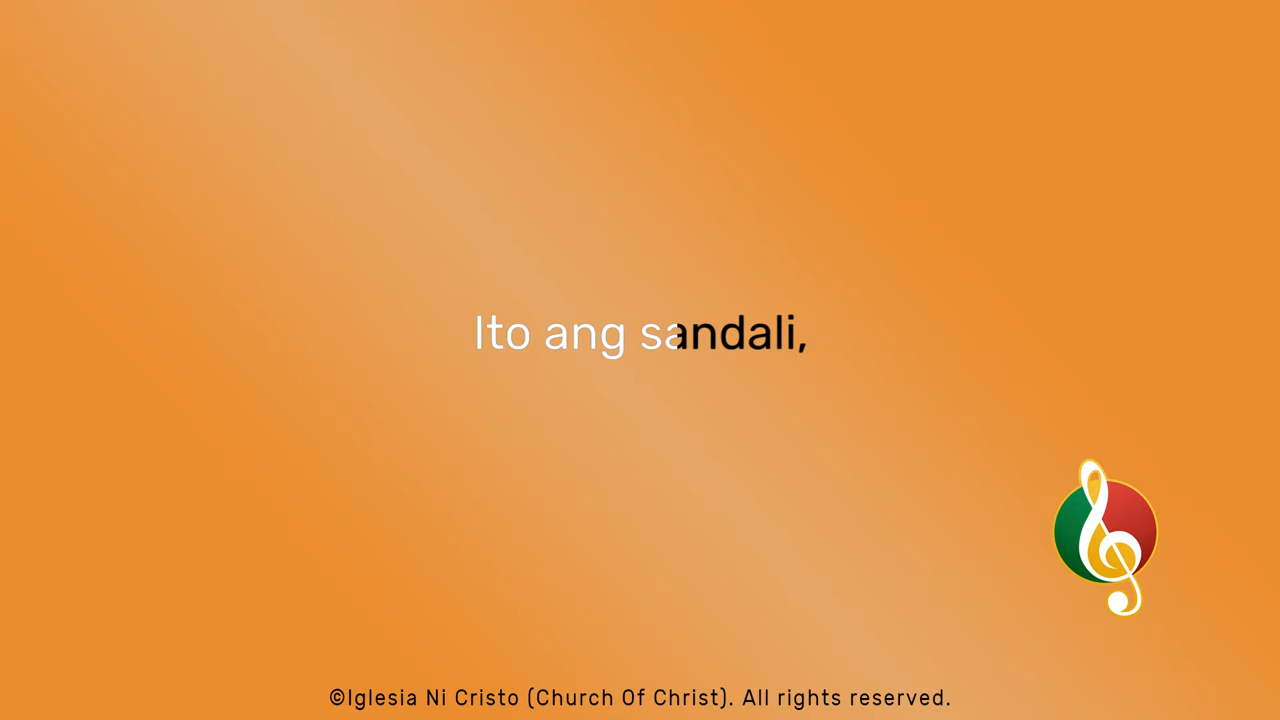 Ito ang sandali,
©Iglesia Ni Cristo (Church Of Christ). All rights reserved.